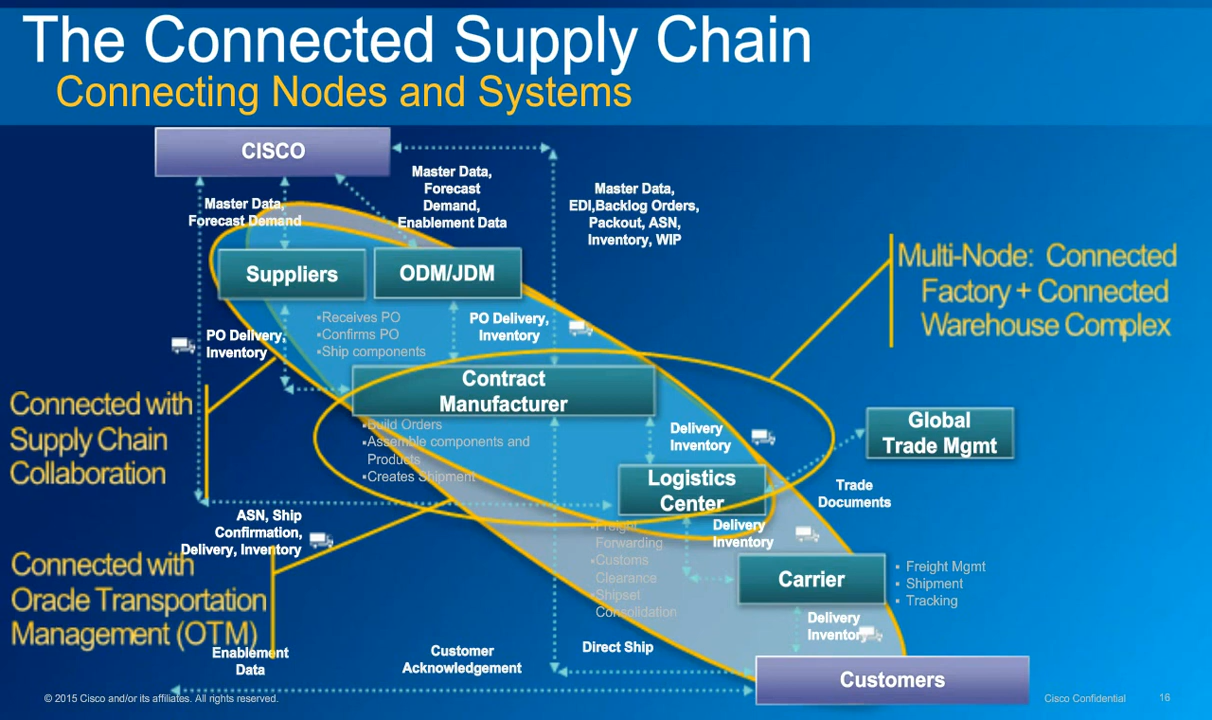 The Connected Supply Chain
Connecting Nodes and Systems
CISCO
Master Data,
Forecast Demand
Master Data,
Forecast
Demand,
Enablement Data
Master Data,
EDI,Backlog Orders,
Packout, ASN,
Inventory, WIP
Suppliers
ODM/JDM
Multi-Node: Connected
Factory + Connected
Warehouse Complex
▪Receives PO
▪Confirms PO
▪Ship components
PO Delivery,
Inventory
PO Delivery,
Inventory
Contract
Manufacturer
Connected with
Supply Chain
Collaboration
▪Build Orders
▪Assemble components and
Products
▪Creates Shipment
Delivery
Inventory
Global
Trade Mgmt
Logistics
Center
Trade
Documents
ASN, Ship
Confirmation,
Delivery, Inventory
▪Freight
Forwarding
▪Customs
Clearance
▪Shipset
Consolidation
Delivery
Inventory
Connected with
Oracle Transportation
Management (OTM)
Carrier
▪ Freight Mgmt
▪ Shipment
▪ Tracking
Delivery
Inventory
Enablement
Data
Customer
Acknowledgement
Direct Ship
Customers
© 2015 Cisco and/or its affiliates. All rights reserved.
Cisco Confidential
16